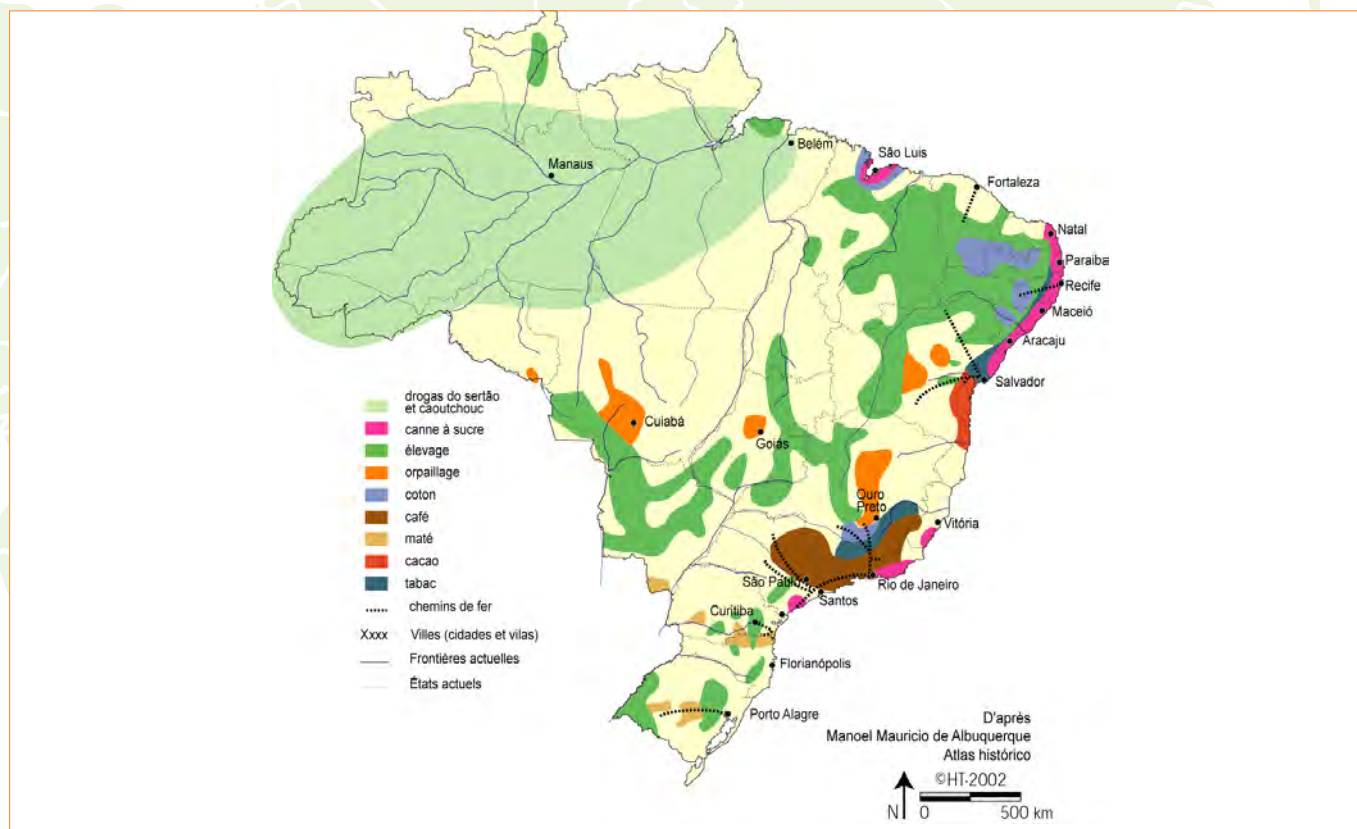 Belém
São Luis
Manaus
Fortaleza
Natal
Paraiba
Recife
Maceió
Aracaju
Salvador
drogas do sertão
et caoutchouc
canne à sucre
élevage
orpaillage
coton
café
maté
cacao
tabac
chemins de fer
Xxxx Villes (cidades et vilas)
Frontières actuelles
États actuels
Cuiabá
Goiás
Ouro
Preto
Vitória
São Pablo
Rio de Janeiro
Santos
Curitiba
Florianópolis
Porto Alagre
D'après
Manoel Mauricio de Albuquerque
Atlas histórico
©HT-2002
N 0 500 km